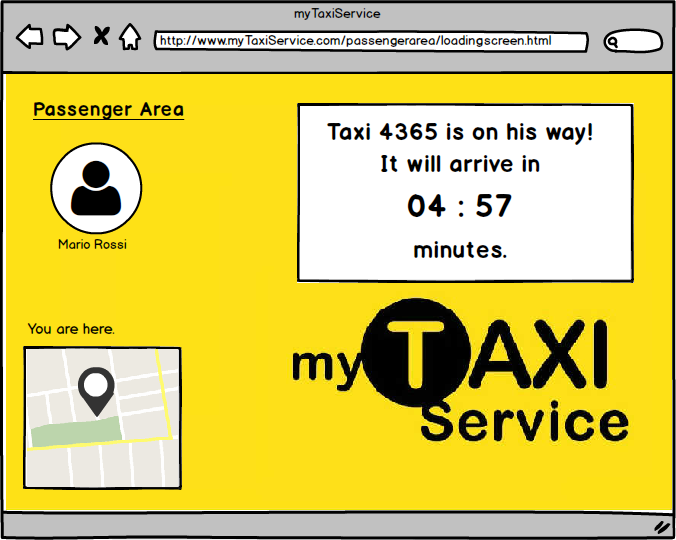 myTaxiService
http://www.myTaxiService.com/passengerarea/loadingscreen.html
Passenger Area
Mario Rossi
Taxi 4365 is on his way!
It will arrive in
04 : 57
minutes.
You are here.
my TAXI
Service